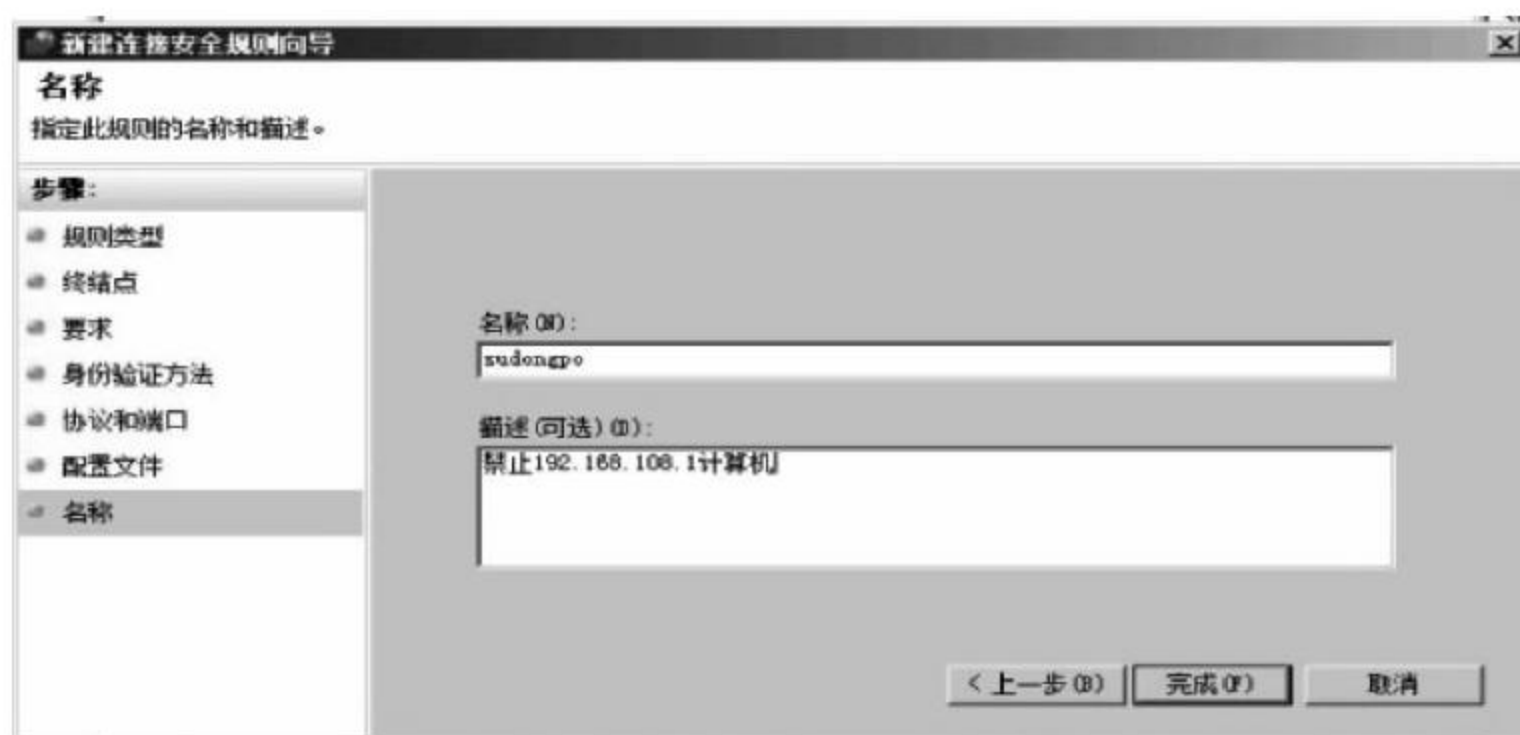 新建连接安全规则向导
名称
指定此规则的名称和描述。
步骤:
规则类型
终结点
要求
身份验证方法
协议和端口
配置文件
名称
名称(N):
sudongpo
描述(可选)(D):
禁止192.168.108.1计算机
<上一步(B)
完成(F)
取消